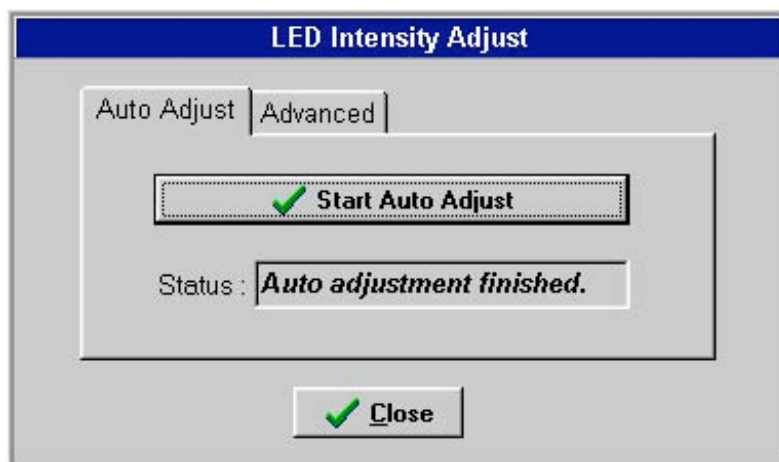 LED Intensity Adjust
Auto Adjust Advanced
Start Auto Adjust
Status : Auto adjustment finished.
Close